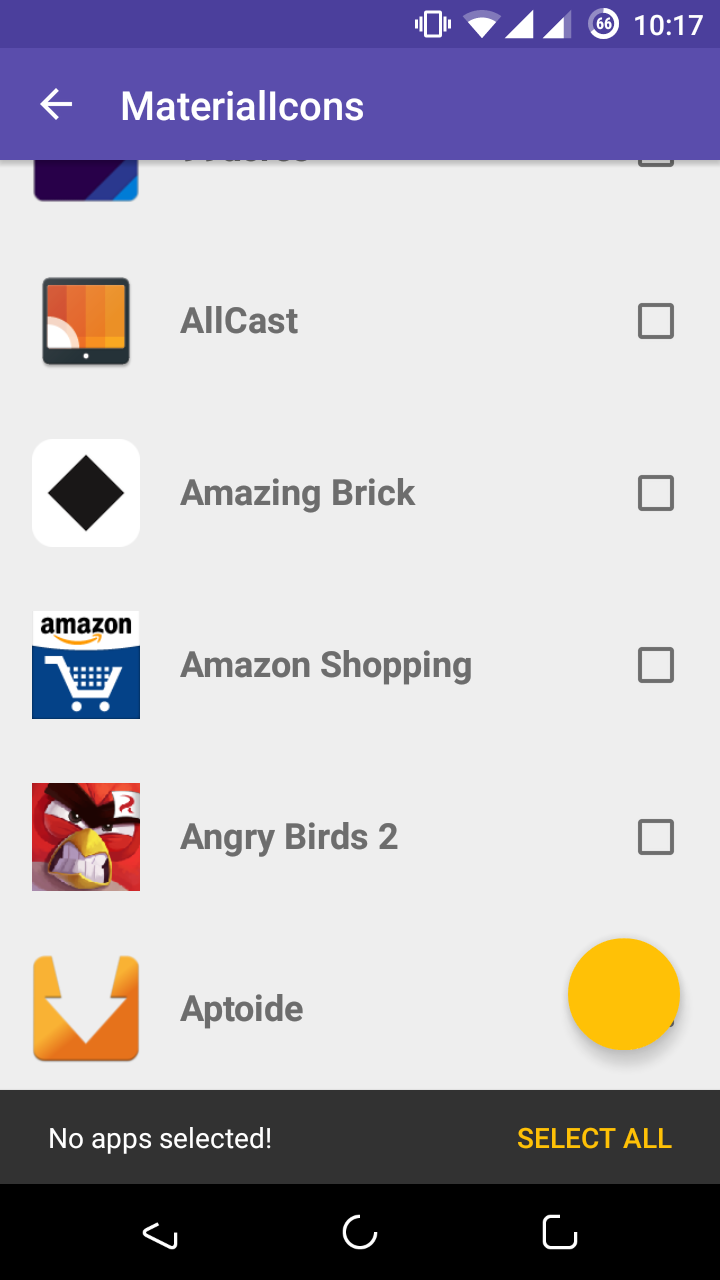 66 10:17
MaterialIcons
AllCast
Amazing Brick
amazon
Amazon Shopping
Angry Birds 2
Aptoide
No apps selected! SELECT ALL